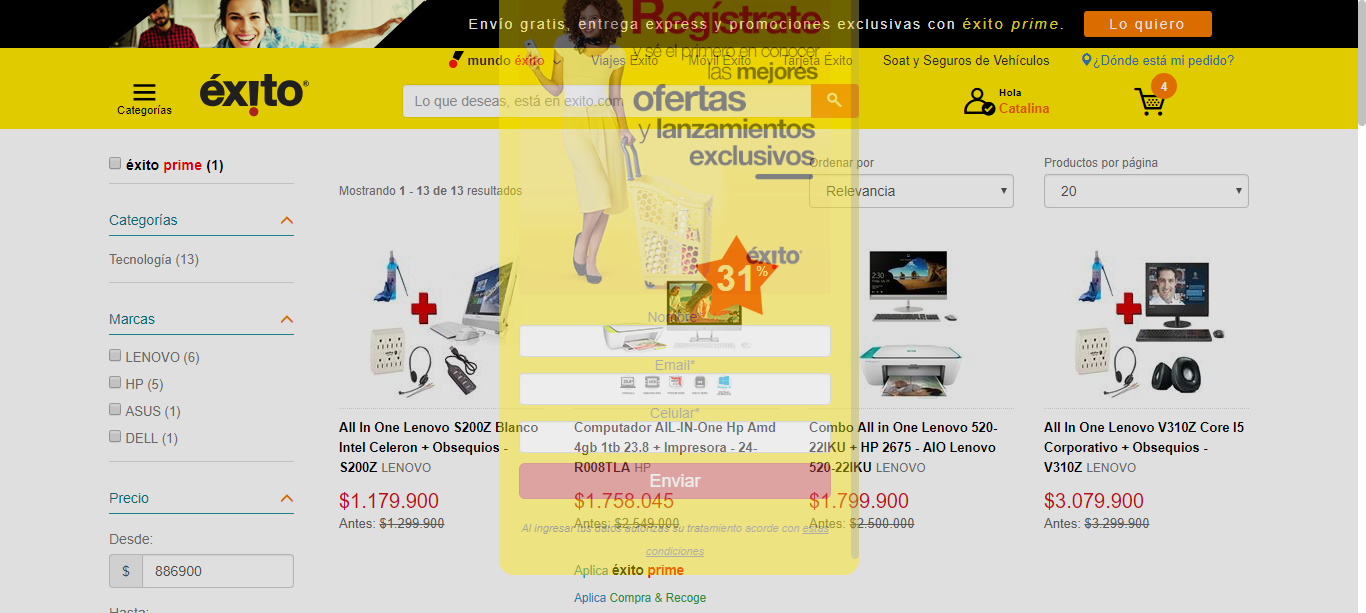 Envío gratis, entrega express y promociones exclusivas con éxito prime. Lo quiero
mundo éxito Viajes Éxito Móvil Éxito Tarjeta Éxito Soat y Seguros de Vehículos ¿Dónde está mi pedido?
Categorías
éxito
Lo que deseas, está en exito.com
Hola
Catalina
4
Regístrate
y sé el primero en conocer
las mejores
ofertas
y lanzamientos
exclusivos
éxito
Nombre*
Email*
Celular*
Enviar
Al ingresar tus datos autorizas su tratamiento acorde con estas
condiciones
éxito prime (1)
Categorías
Tecnología (13)
Marcas
LENOVO (6)
HP (5)
ASUS (1)
DELL (1)
Precio
Desde:
$ 886900
Hasta:
Mostrando 1 - 13 de 13 resultados
Ordenar por
Relevancia
Productos por página
20
All In One Lenovo S200Z Blanco
Intel Celeron + Obsequios -
S200Z LENOVO
$1.179.900
Antes: $1.299.900
31%
Computador AIL-IN-One Hp Amd
4gb 1tb 23.8 + Impresora - 24-
R008TLA HP
$1.758.045
Antes: $2.549.000
Aplica éxito prime
Aplica Compra & Recoge
2:30
Combo All in One Lenovo 520-
22IKU + HP 2675 - AIO Lenovo
520-22IKU LENOVO
$1.799.900
Antes: $2.500.000
All In One Lenovo V310Z Core I5
Corporativo + Obsequios -
V310Z LENOVO
$3.079.900
Antes: $3.299.900